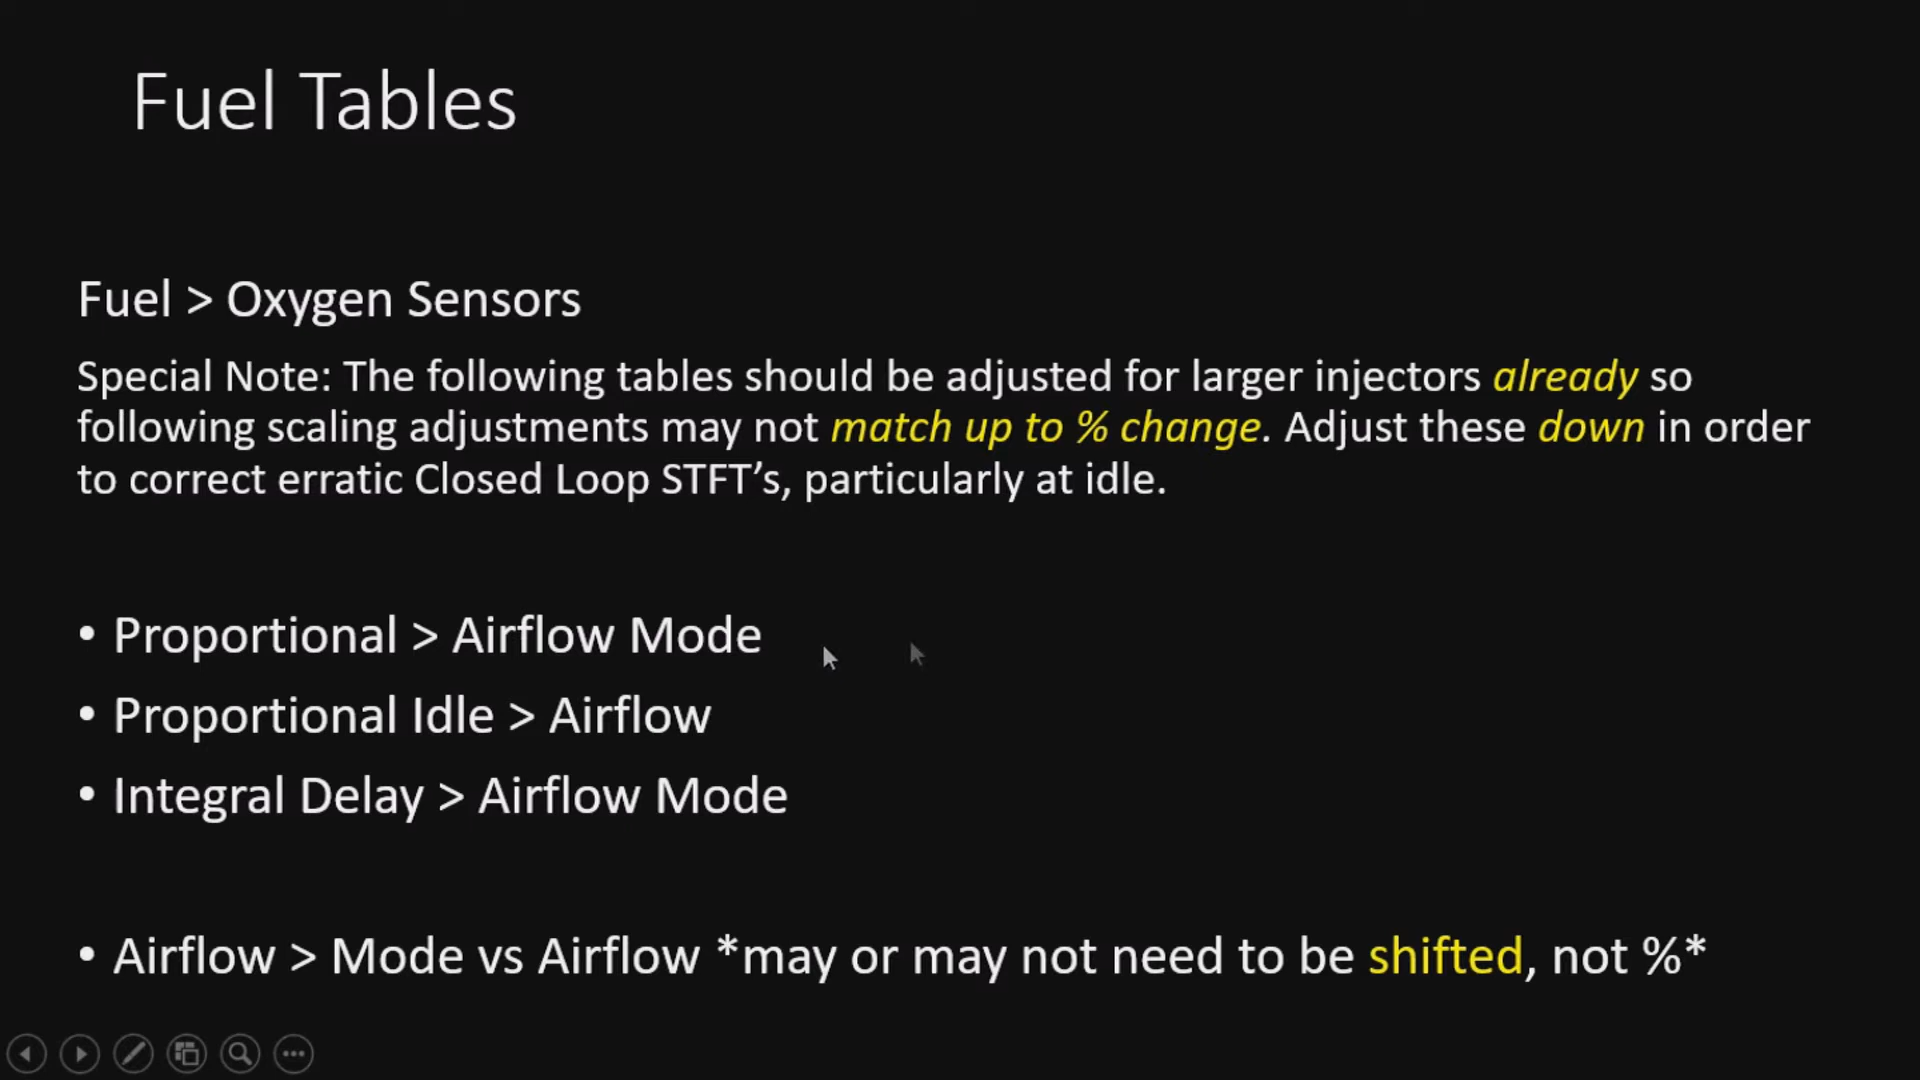 Fuel Tables
Fuel > Oxygen Sensors
Special Note: The following tables should be adjusted for larger injectors already so
following scaling adjustments may not match up to % change. Adjust these down in order
to correct erratic Closed Loop STFT’s, particularly at idle.
• Proportional > Airflow Mode
• Proportional Idle > Airflow
• Integral Delay > Airflow Mode
• Airflow > Mode vs Airflow *may or may not need to be shifted, not %*